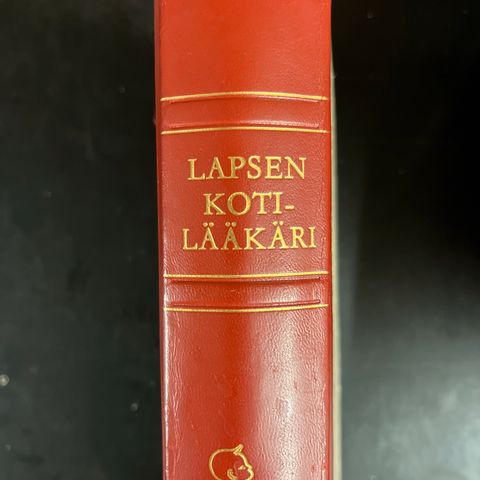 LAPSEN
KOTI-
LÄÄKÄRI